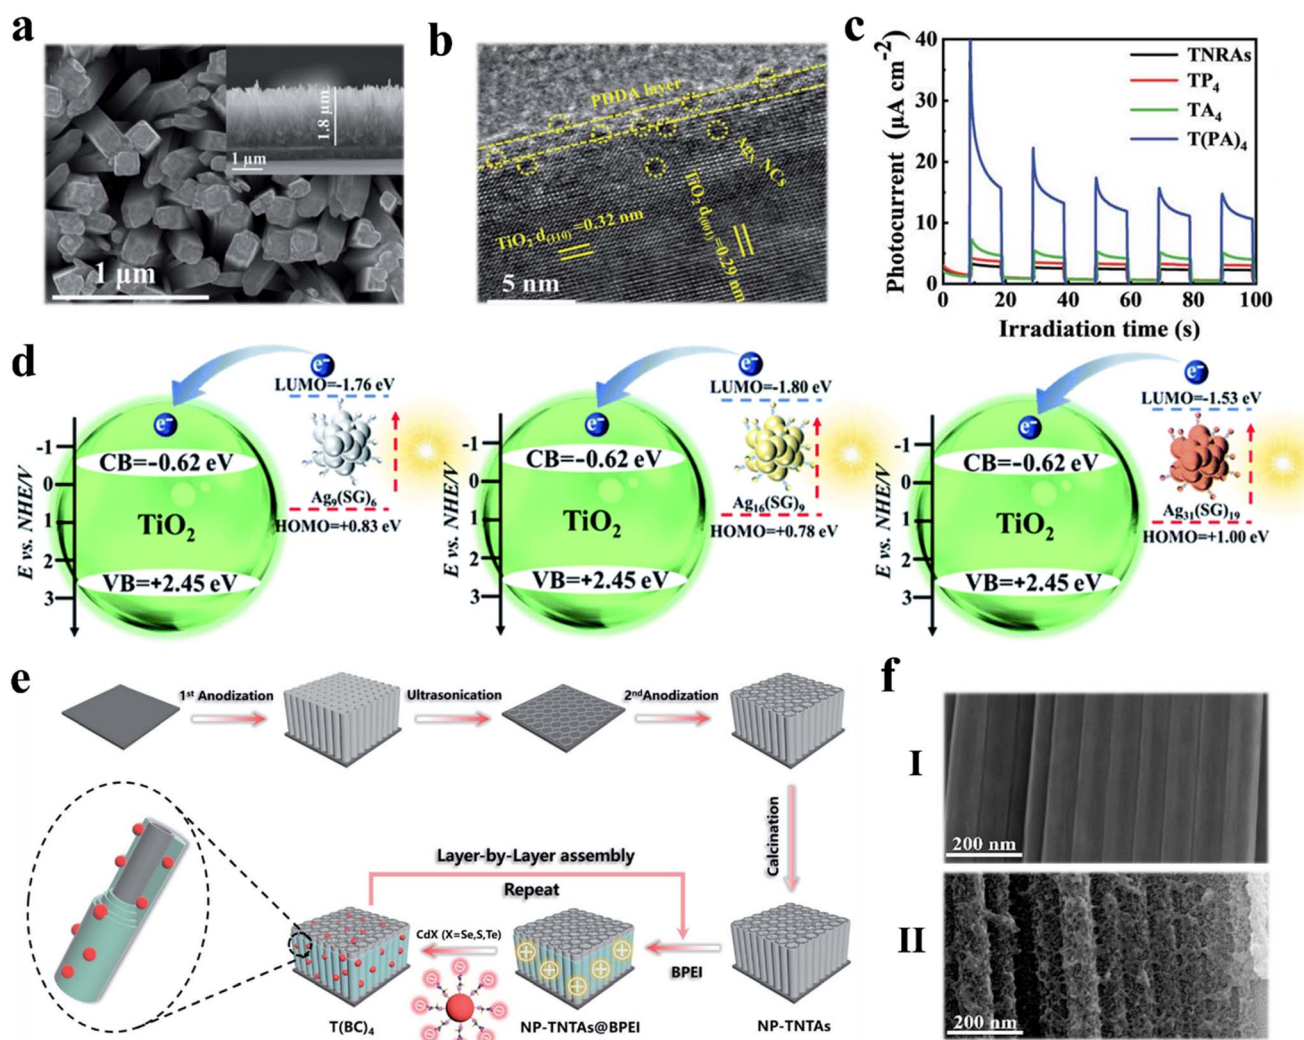 a
1.8 µm
1 µm
1 µm
b
PDDA layer
Agₓ NCs
TiO₂ d₍₁₁₀₎=0.32 nm
TiO₂ d₍₀₀₁₎=0.29 nm
5 nm
c
Photocurrent (µA cm⁻²)
40
30
20
10
0
TNRAs
TP₄
TA₄
T(PA)₄
0 20 40 60 80 100
Irradiation time (s)
d
E vs. NHE/V
-1
0
1
2
3
e⁻
e⁻
LUMO=-1.76 eV
CB=-0.62 eV
Ag₉(SG)₆
TiO₂
HOMO=+0.83 eV
VB=+2.45 eV
E vs. NHE/V
-1
0
1
2
3
e⁻
e⁻
LUMO=-1.80 eV
CB=-0.62 eV
Ag₁₆(SG)₉
TiO₂
HOMO=+0.78 eV
VB=+2.45 eV
E vs. NHE/V
-1
0
1
2
3
e⁻
e⁻
LUMO=-1.53 eV
CB=-0.62 eV
Ag₃₁(SG)₁₉
TiO₂
HOMO=+1.00 eV
VB=+2.45 eV
e
1ˢᵗ Anodization
Ultrasonication
2ⁿᵈAnodization
Calcination
Layer-by-Layer assembly
Repeat
CdX (X=Se,S,Te)
BPEI
T(BC)₄
NP-TNTAs@BPEI
NP-TNTAs
f
I
200 nm
II
200 nm